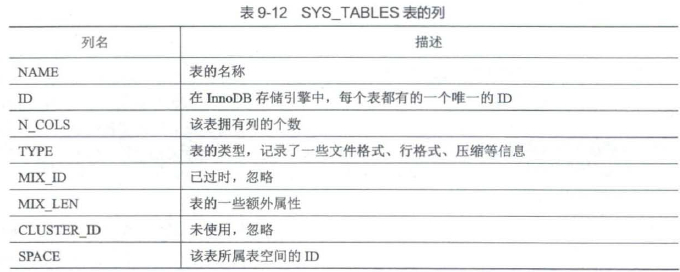 表 9-12 SYS_TABLES 表的列
列名 描述
NAME 表的名称
ID 在 InnoDB 存储引擎中，每个表都有的一个唯一的 ID
N_COLS 该表拥有列的个数
TYPE 表的类型，记录了一些文件格式、行格式、压缩等信息
MIX_ID 已过时，忽略
MIX_LEN 表的一些额外属性
CLUSTER_ID 未使用，忽略
SPACE 该表所属表空间的 ID